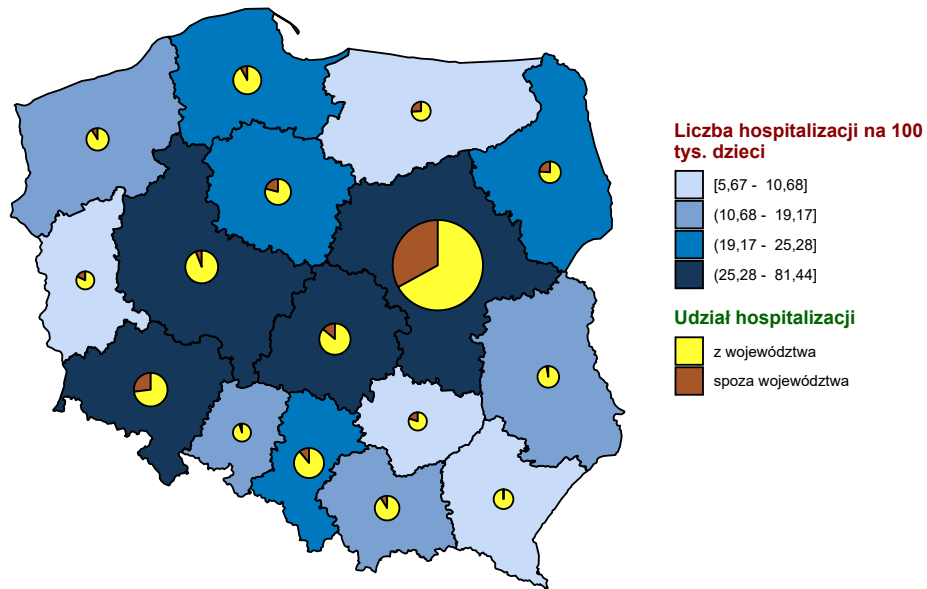 Liczba hospitalizacji na 100
tys. dzieci
[5,67 - 10,68]
(10,68 - 19,17]
(19,17 - 25,28]
(25,28 - 81,44]
Udział hospitalizacji
z województwa
spoza województwa